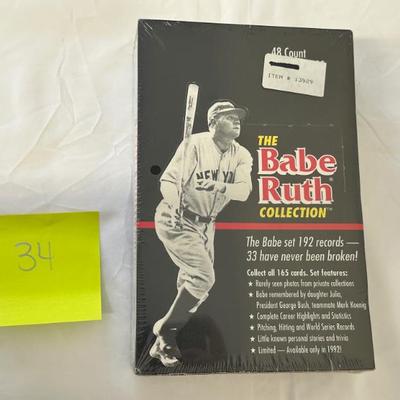 48 Count
ITEM # 13929
THE
Babe
Ruth®
COLLECTION™
NEW YORK
The Babe set 192 records —
33 have never been broken!
Collect all 165 cards. Set features:
★ Rarely seen photos from private collections
★ Babe remembered by daughter Julia,
President George Bush, teammate Mark Koenig
★ Complete Career Highlights and Statistics
★ Pitching, Hitting and World Series Records
★ Little known personal stories and trivia
★ Limited — Available only in 1992!
34